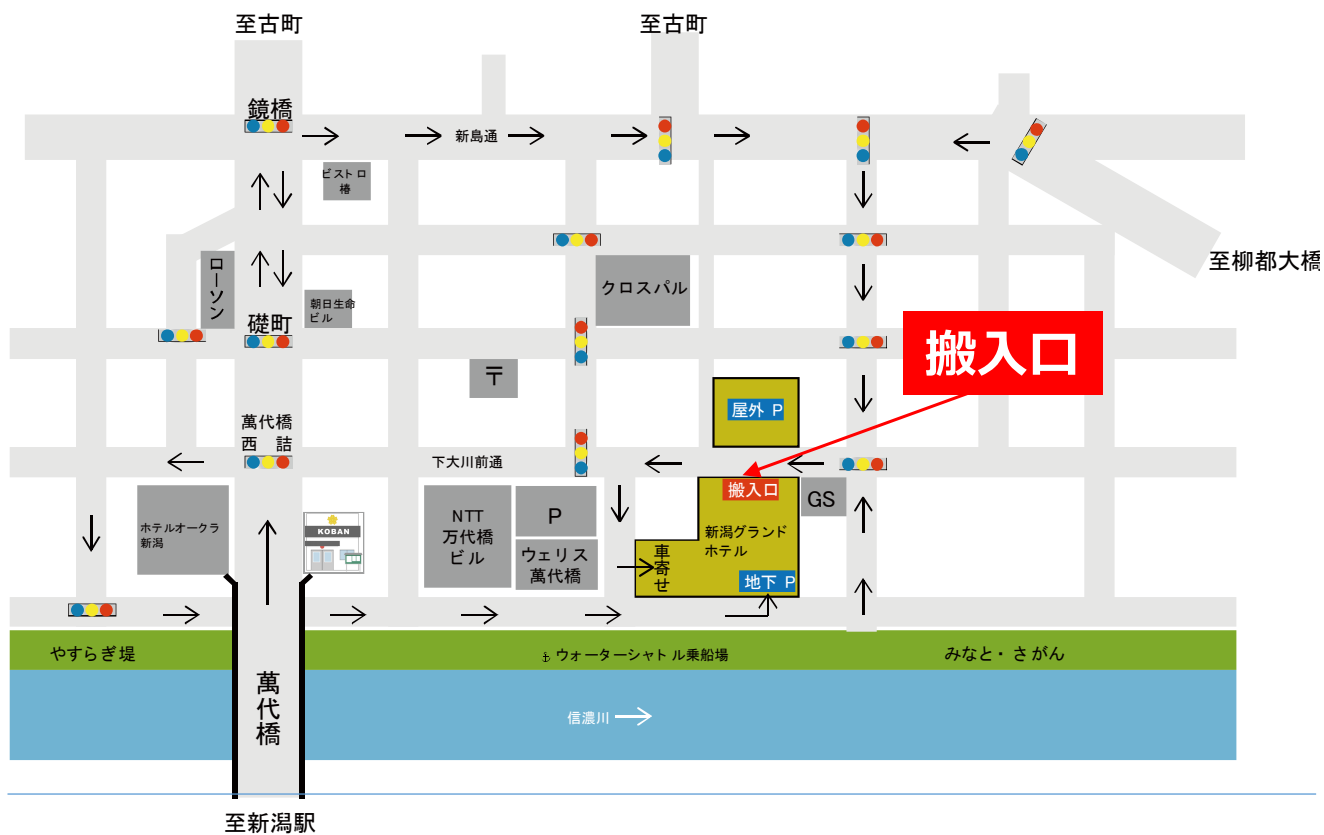 至古町
至古町
鏡橋
新島通
ビストロ
椿
至柳都大橋
ローソン
クロスパル
朝日生命
ビル
礎町
搬入口
〒
屋外 P
萬代橋
西 詰
下大川前通
搬入口
GS
NTT
万代橋
ビル
P
ホテルオークラ
新潟
KOBAN
新潟グランド
ホテル
ウェリス
萬代橋
車寄せ
地下 P
やすらぎ堤
ウォーターシャトル乗船場
みなと・さがん
萬代橋
信濃川
至新潟駅